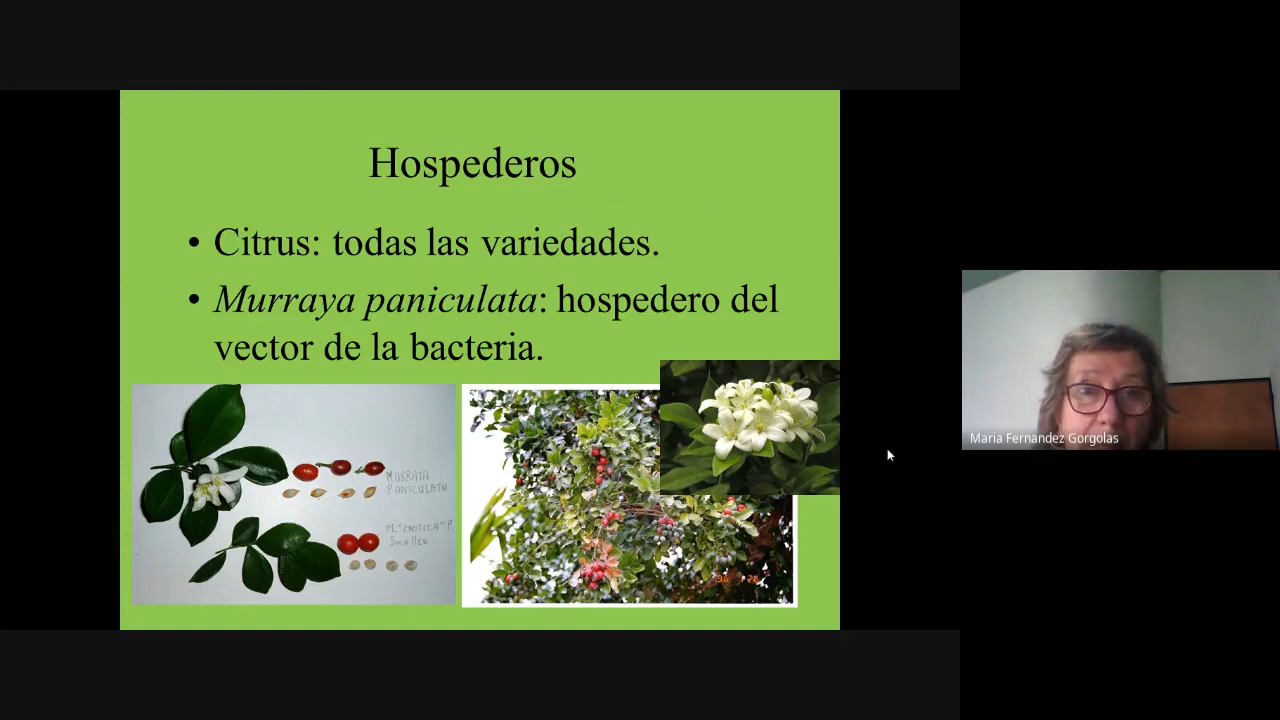 Hospederos
• Citrus: todas las variedades.
• Murraya paniculata: hospedero del
vector de la bacteria.
MURRAYA
PANICULATA
M. "EXOTICA" P.
Smaller
Maria Fernandez Gorgolas